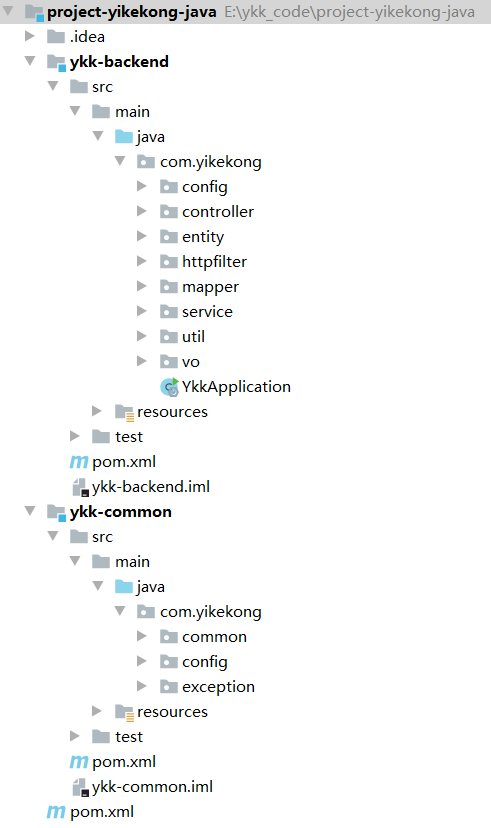 project-yikekong-java E:\ykk_code\project-yikekong-java
.idea
ykk-backend
src
main
java
com.yikekong
config
controller
entity
httpfilter
mapper
service
util
vo
YkkApplication
resources
test
pom.xml
ykk-backend.iml
ykk-common
src
main
java
com.yikekong
common
config
exception
resources
test
pom.xml
ykk-common.iml
pom.xml